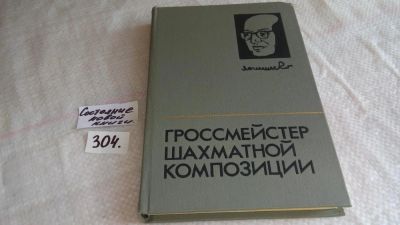 Состояние
новой
книги.
304.
ГРОССМЕЙСТЕР
ШАХМАТНОЙ
КОМПОЗИЦИИ